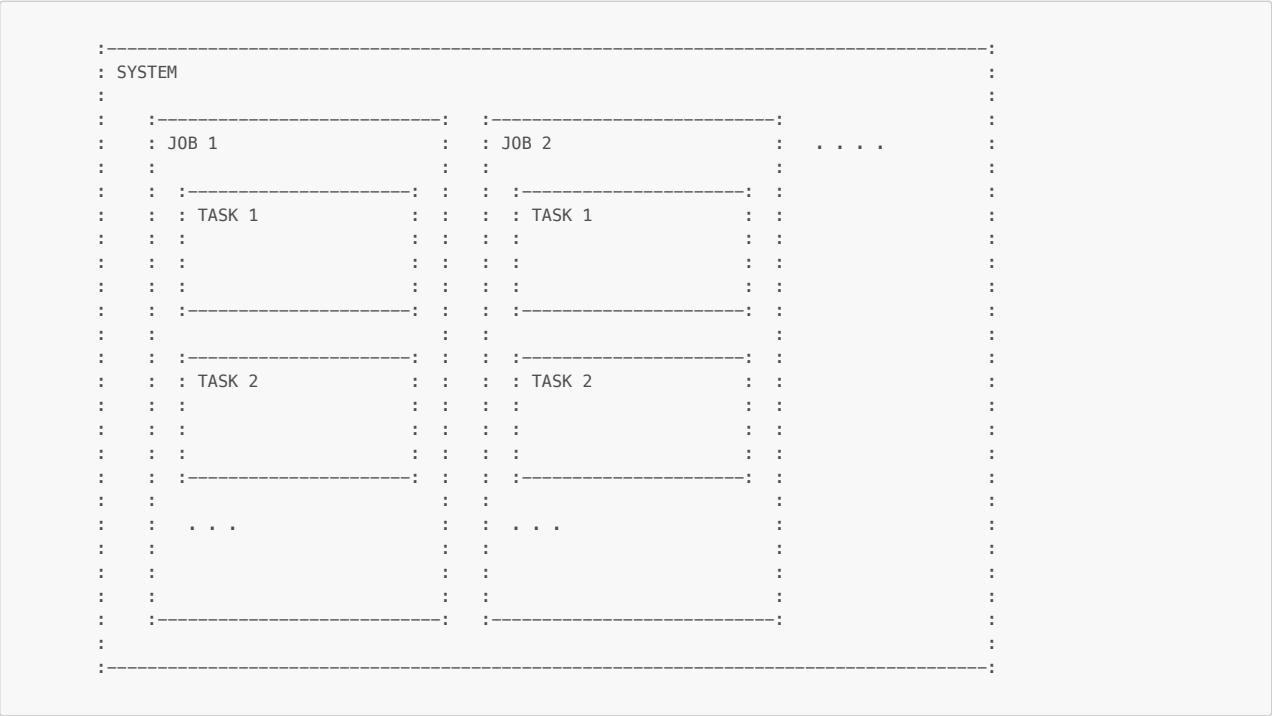 :---------------------------------------------------------------------------------------:
: SYSTEM                                                                                :
:                                                                                       :
:    :----------------------------:   :----------------------------:                    :
:    : JOB 1                      :   : JOB 2                      :   . . . .          :
:    :                            :   :                            :                    :
:    :  :----------------------:  :   :  :----------------------:  :                    :
:    :  : TASK 1               :  :   :  : TASK 1               :  :                    :
:    :  :                      :  :   :  :                      :  :                    :
:    :  :                      :  :   :  :                      :  :                    :
:    :  :                      :  :   :  :                      :  :                    :
:    :  :----------------------:  :   :  :----------------------:  :                    :
:    :                            :   :                            :                    :
:    :  :----------------------:  :   :  :----------------------:  :                    :
:    :  : TASK 2               :  :   :  : TASK 2               :  :                    :
:    :  :                      :  :   :  :                      :  :                    :
:    :  :                      :  :   :  :                      :  :                    :
:    :  :                      :  :   :  :                      :  :                    :
:    :  :----------------------:  :   :  :----------------------:  :                    :
:    :                            :   :                            :                    :
:    :   . . .                    :   :  . . .                     :                    :
:    :                            :   :                            :                    :
:    :                            :   :                            :                    :
:    :                            :   :                            :                    :
:    :----------------------------:   :----------------------------:                    :
:                                                                                       :
:---------------------------------------------------------------------------------------: